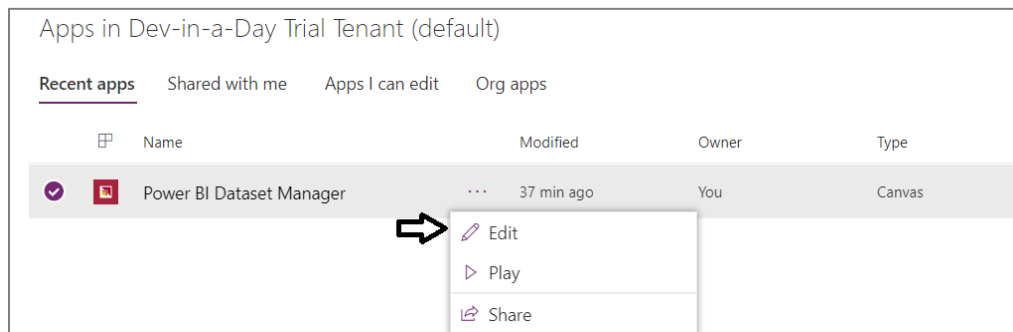 Apps in Dev-in-a-Day Trial Tenant (default)
Recent apps Shared with me Apps I can edit Org apps
Name Modified Owner Type
Power BI Dataset Manager ... 37 min ago You Canvas
Edit
Play
Share